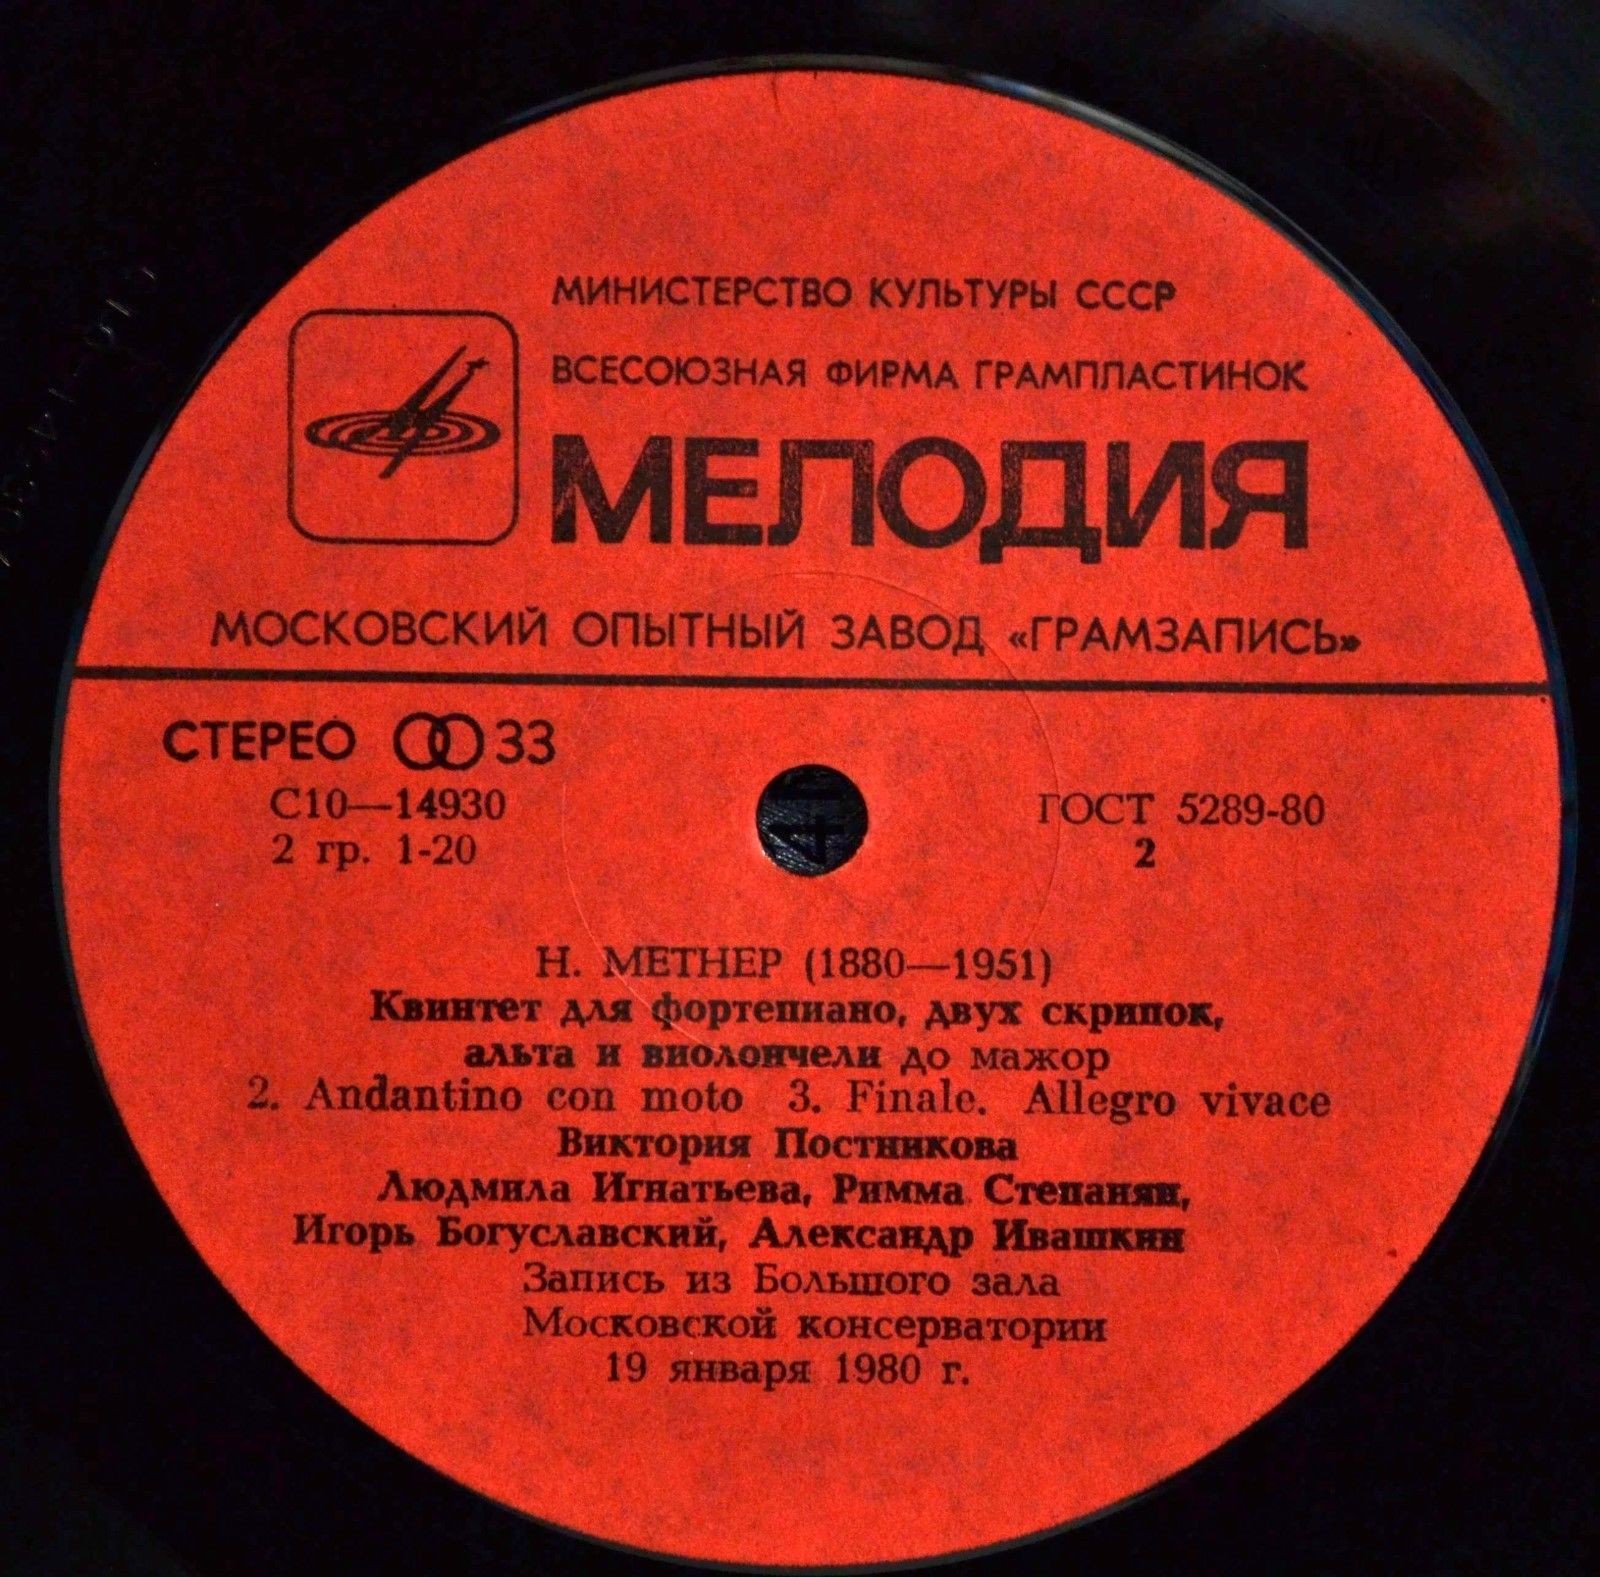 МИНИСТЕРСТВО КУЛЬТУРЫ СССР
ВСЕСОЮЗНАЯ ФИРМА ГРАМПЛАСТИНОК
МЕЛОДИЯ
МОСКОВСКИЙ ОПЫТНЫЙ ЗАВОД «ГРАМЗАПИСЬ»
СТЕРЕО 33
С10—14930
2 гр. 1-20
ГОСТ 5289-80
2
Н. МЕТНЕР (1880—1951)
Квинтет для фортепиано, двух скрипок,
альта и виолончели до мажор
2. Andantino con moto 3. Finale. Allegro vivace
Виктория Постникова
Людмила Игнатьева, Римма Степанян,
Игорь Богуславский, Александр Ивашкин
Запись из Большого зала
Московской консерватории
19 января 1980 г.